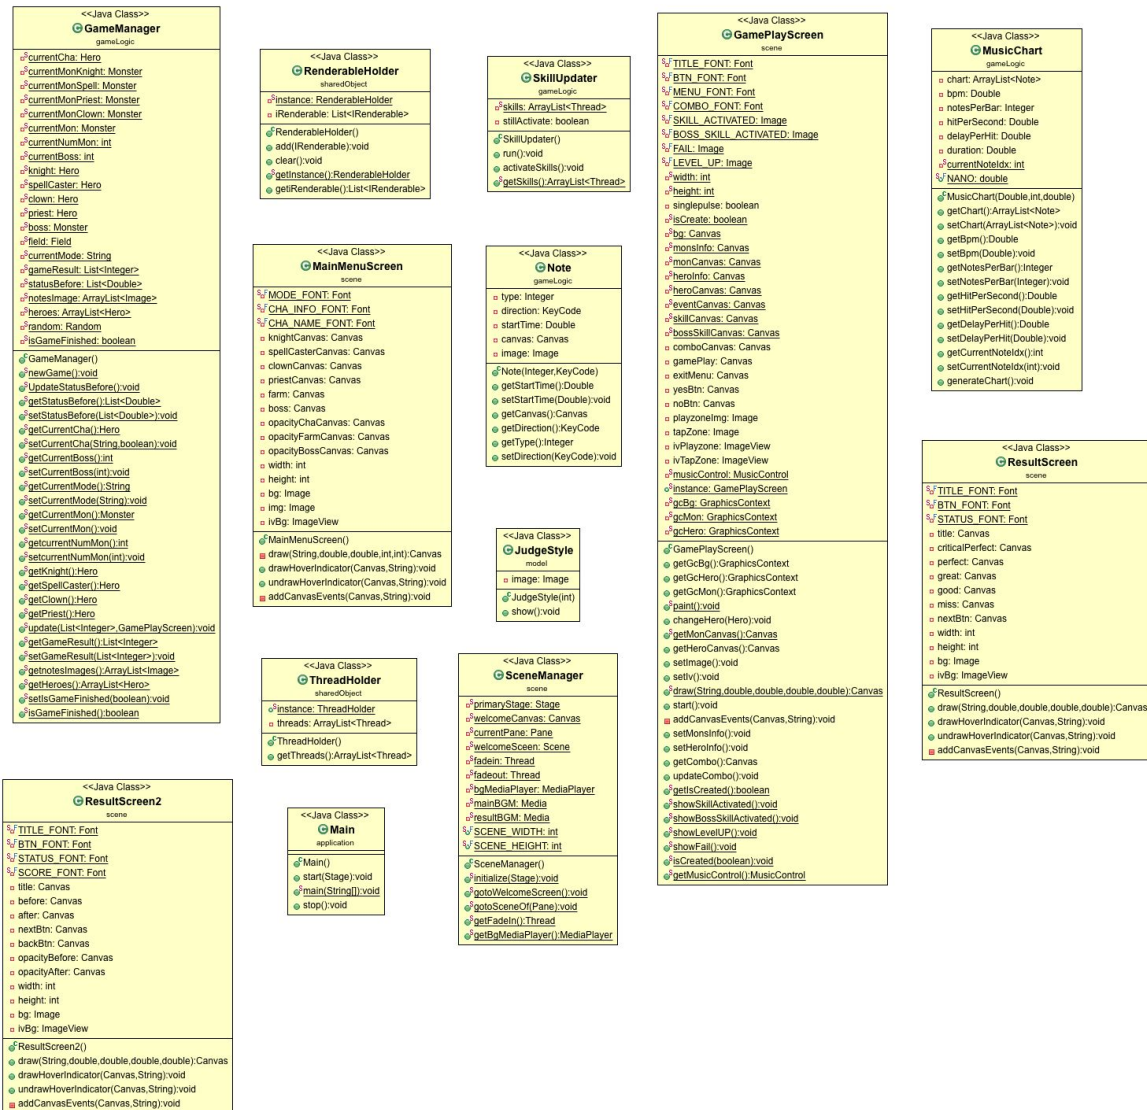 <<Java Class>>
GameManager
gameLogic
currentCha: Hero
currentMonKnight: Monster
currentMonSpell: Monster
currentMonPriest: Monster
currentMonClown: Monster
currentMon: Monster
currentNumMon: int
currentBoss: int
knight: Hero
spellCaster: Hero
clown: Hero
priest: Hero
boss: Monster
field: Field
currentMode: String
gameResult: List<Integer>
statusBefore: List<Double>
notesImage: ArrayList<Image>
heroes: ArrayList<Hero>
random: Random
isGameFinished: boolean
GameManager()
newGame():void
UpdateStatusBefore():void
getStatusBefore():List<Double>
setStatusBefore(List<Double>):void
getCurrentCha():Hero
setCurrentCha(String,boolean):void
getCurrentBoss():int
setCurrentBoss(int):void
getCurrentMode():String
setCurrentMode(String):void
getCurrentMon():Monster
setCurrentMon():void
getcurrentNumMon():int
setcurrentNumMon(int):void
getKnight():Hero
getSpellCaster():Hero
getClown():Hero
getPriest():Hero
update(List<Integer>,GamePlayScreen):void
getGameResult():List<Integer>
setGameResult(List<Integer>):void
getnotesImages():ArrayList<Image>
getHeroes():ArrayList<Hero>
setIsGameFinished(boolean):void
isGameFinished():boolean
<<Java Class>>
RenderableHolder
sharedObject
instance: RenderableHolder
iRenderable: List<IRenderable>
RenderableHolder()
add(IRenderable):void
clear():void
getInstance():RenderableHolder
getiRenderable():List<IRenderable>
<<Java Class>>
SkillUpdater
gameLogic
skills: ArrayList<Thread>
stillActivate: boolean
SkillUpdater()
run():void
activateSkills():void
getSkills():ArrayList<Thread>
<<Java Class>>
GamePlayScreen
scene
TITLE_FONT: Font
BTN_FONT: Font
MENU_FONT: Font
COMBO_FONT: Font
SKILL_ACTIVATED: Image
BOSS_SKILL_ACTIVATED: Image
FAIL: Image
LEVEL_UP: Image
width: int
height: int
singlepulse: boolean
isCreate: boolean
bg: Canvas
monsInfo: Canvas
monCanvas: Canvas
heroInfo: Canvas
heroCanvas: Canvas
eventCanvas: Canvas
skillCanvas: Canvas
bossSkillCanvas: Canvas
comboCanvas: Canvas
gamePlay: Canvas
exitMenu: Canvas
yesBtn: Canvas
noBtn: Canvas
playzoneImg: Image
tapZone: Image
ivPlayzone: ImageView
ivTapZone: ImageView
musicControl: MusicControl
instance: GamePlayScreen
gcBg: GraphicsContext
gcMon: GraphicsContext
gcHero: GraphicsContext
GamePlayScreen()
getGcBg():GraphicsContext
getGcHero():GraphicsContext
getGcMon():GraphicsContext
paint():void
changeHero(Hero):void
getMonCanvas():Canvas
getHeroCanvas():Canvas
setImage():void
setIv():void
draw(String,double,double,double,double):Canvas
start():void
addCanvasEvents(Canvas,String):void
setMonsInfo():void
setHeroInfo():void
getCombo():Canvas
updateCombo():void
getIsCreated():boolean
showSkillActivated():void
showBossSkillActivated():void
showLevelUP():void
showFail():void
isCreated(boolean):void
getMusicControl():MusicControl
<<Java Class>>
MusicChart
gameLogic
chart: ArrayList<Note>
bpm: Double
notesPerBar: Integer
hitPerSecond: Double
delayPerHit: Double
duration: Double
currentNoteIdx: int
NANO: double
MusicChart(Double,int,double)
getChart():ArrayList<Note>
setChart(ArrayList<Note>):void
getBpm():Double
setBpm(Double):void
getNotesPerBar():Integer
setNotesPerBar(Integer):void
getHitPerSecond():Double
setHitPerSecond(Double):void
getDelayPerHit():Double
setDelayPerHit(Double):void
getCurrentNoteIdx():int
setCurrentNoteIdx(int):void
generateChart():void
<<Java Class>>
MainMenuScreen
scene
MODE_FONT: Font
CHA_INFO_FONT: Font
CHA_NAME_FONT: Font
knightCanvas: Canvas
spellCasterCanvas: Canvas
clownCanvas: Canvas
priestCanvas: Canvas
farm: Canvas
boss: Canvas
opacityChaCanvas: Canvas
opacityFarmCanvas: Canvas
opacityBossCanvas: Canvas
width: int
height: int
bg: Image
img: Image
ivBg: ImageView
MainMenuScreen()
draw(String,double,double,int,int):Canvas
drawHoverIndicator(Canvas,String):void
undrawHoverIndicator(Canvas,String):void
addCanvasEvents(Canvas,String):void
<<Java Class>>
Note
gameLogic
type: Integer
direction: KeyCode
startTime: Double
canvas: Canvas
image: Image
Note(Integer,KeyCode)
getStartTime():Double
setStartTime(Double):void
getCanvas():Canvas
getDirection():KeyCode
getType():Integer
setDirection(KeyCode):void
<<Java Class>>
ResultScreen
scene
TITLE_FONT: Font
BTN_FONT: Font
STATUS_FONT: Font
title: Canvas
criticalPerfect: Canvas
perfect: Canvas
great: Canvas
good: Canvas
miss: Canvas
nextBtn: Canvas
width: int
height: int
bg: Image
ivBg: ImageView
ResultScreen()
draw(String,double,double,double,double):Canvas
drawHoverIndicator(Canvas,String):void
undrawHoverIndicator(Canvas,String):void
addCanvasEvents(Canvas,String):void
<<Java Class>>
JudgeStyle
model
image: Image
JudgeStyle(int)
show():void
<<Java Class>>
ThreadHolder
sharedObject
instance: ThreadHolder
threads: ArrayList<Thread>
ThreadHolder()
getThreads():ArrayList<Thread>
<<Java Class>>
SceneManager
scene
primaryStage: Stage
welcomeCanvas: Canvas
currentPane: Pane
welcomeSceen: Scene
fadein: Thread
fadeout: Thread
bgMediaPlayer: MediaPlayer
mainBGM: Media
resultBGM: Media
SCENE_WIDTH: int
SCENE_HEIGHT: int
SceneManager()
initialize(Stage):void
gotoWelcomeScreen():void
gotoSceneOf(Pane):void
getFadeIn():Thread
getBgMediaPlayer():MediaPlayer
<<Java Class>>
ResultScreen2
scene
TITLE_FONT: Font
BTN_FONT: Font
STATUS_FONT: Font
SCORE_FONT: Font
title: Canvas
before: Canvas
after: Canvas
nextBtn: Canvas
backBtn: Canvas
opacityBefore: Canvas
opacityAfter: Canvas
width: int
height: int
bg: Image
ivBg: ImageView
ResultScreen2()
draw(String,double,double,double,double):Canvas
drawHoverIndicator(Canvas,String):void
undrawHoverIndicator(Canvas,String):void
addCanvasEvents(Canvas,String):void
<<Java Class>>
Main
application
Main()
start(Stage):void
main(String[]):void
stop():void